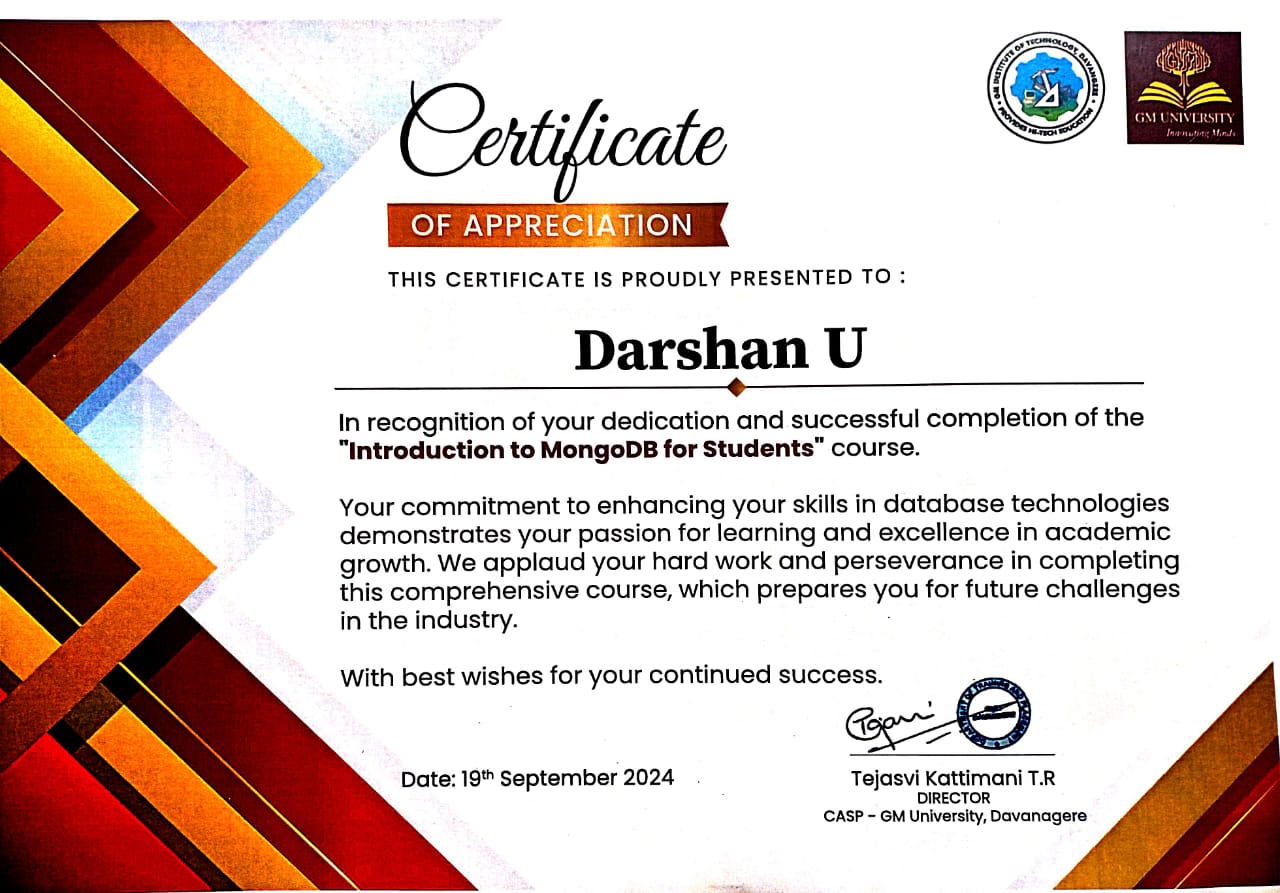 GM INSTITUTE OF TECHNOLOGY, DAVANGERE
PROVIDES HI-TECH EDUCATION
GM UNIVERSITY
Innovating Minds
Certificate
OF APPRECIATION
THIS CERTIFICATE IS PROUDLY PRESENTED TO :
Darshan U
In recognition of your dedication and successful completion of the
"Introduction to MongoDB for Students" course.
Your commitment to enhancing your skills in database technologies
demonstrates your passion for learning and excellence in academic
growth. We applaud your hard work and perseverance in completing
this comprehensive course, which prepares you for future challenges
in the industry.
With best wishes for your continued success.
Date: 19th September 2024
Tejasvi Kattimani T.R
DIRECTOR
CASP - GM University, Davanagere